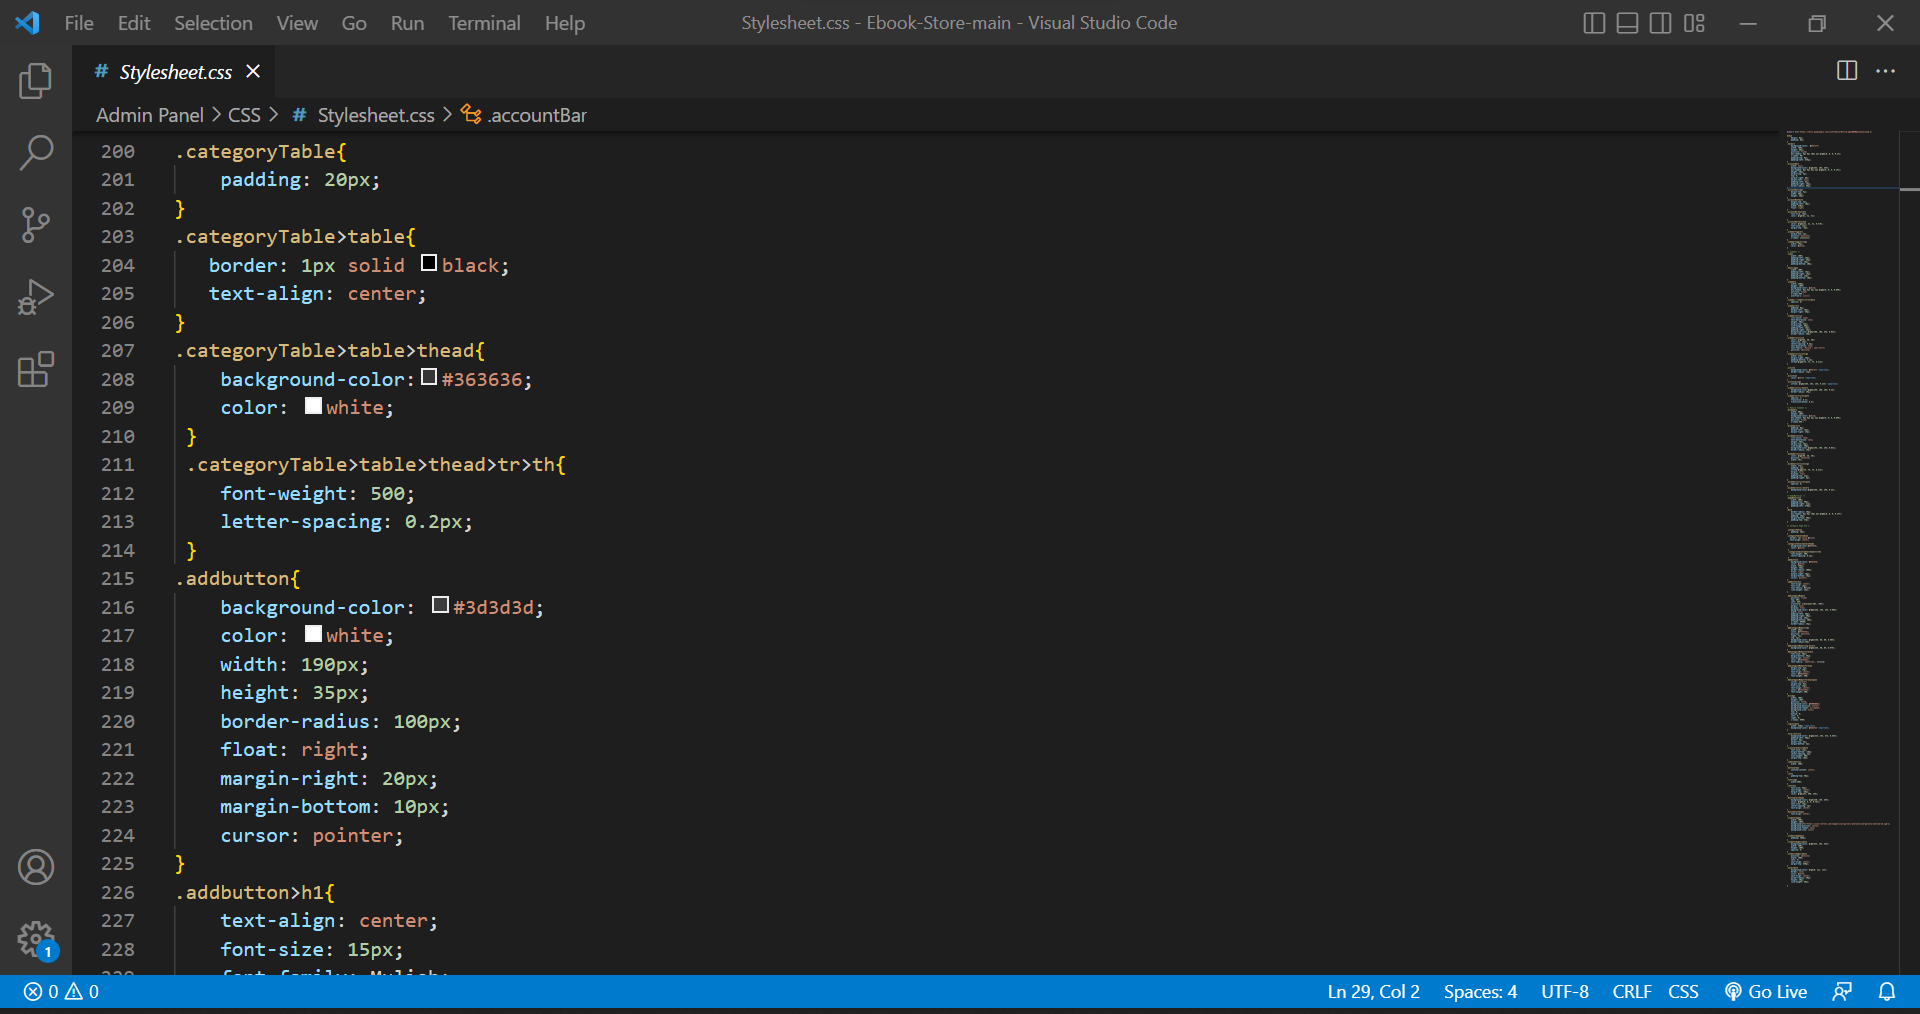 File Edit Selection View Go Run Terminal Help
Stylesheet.css - Ebook-Store-main - Visual Studio Code
# Stylesheet.css
Admin Panel > CSS > # Stylesheet.css > .accountBar
200 .categoryTable{
201 padding: 20px;
202 }
203 .categoryTable>table{
204 border: 1px solid black;
205 text-align: center;
206 }
207 .categoryTable>table>thead{
208 background-color: #363636;
209 color: white;
210 }
211 .categoryTable>table>thead>tr>th{
212 font-weight: 500;
213 letter-spacing: 0.2px;
214 }
215 .addbutton{
216 background-color: #3d3d3d;
217 color: white;
218 width: 190px;
219 height: 35px;
220 border-radius: 100px;
221 float: right;
222 margin-right: 20px;
223 margin-bottom: 10px;
224 cursor: pointer;
225 }
226 .addbutton>h1{
227 text-align: center;
228 font-size: 15px;
229 font-family: Mulish;
1
0 0 Ln 29, Col 2 Spaces: 4 UTF-8 CRLF CSS Go Live